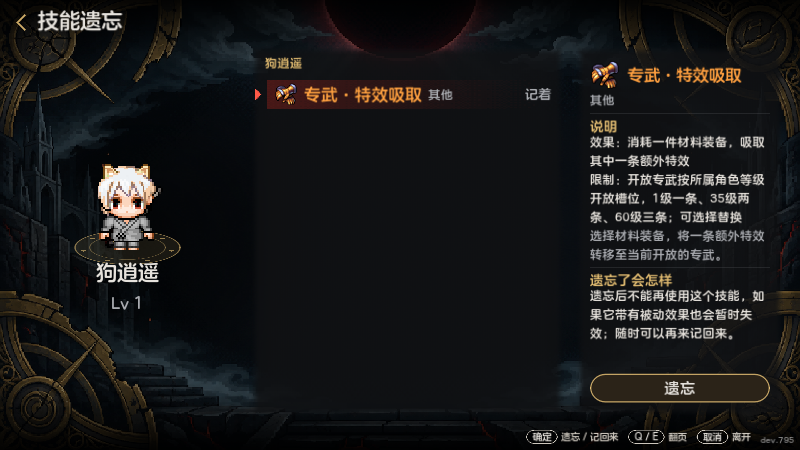 技能遗忘
狗逍遥
Lv 1
狗逍遥
专武·特效吸取 其他 记着
专武·特效吸取
其他
说明
效果：消耗一件材料装备，吸取
其中一条额外特效
限制：开放专武按所属角色等级
开放槽位，1级一条、35级两
条、60级三条；可选择替换
选择材料装备，将一条额外特效
转移至当前开放的专武。
遗忘了会怎样
遗忘后不能再使用这个技能，如
果它带有被动效果也会暂时失
效；随时可以再来记回来。
遗忘
确定 遗忘 / 记回来 Q / E 翻页 取消 离开 dev.795